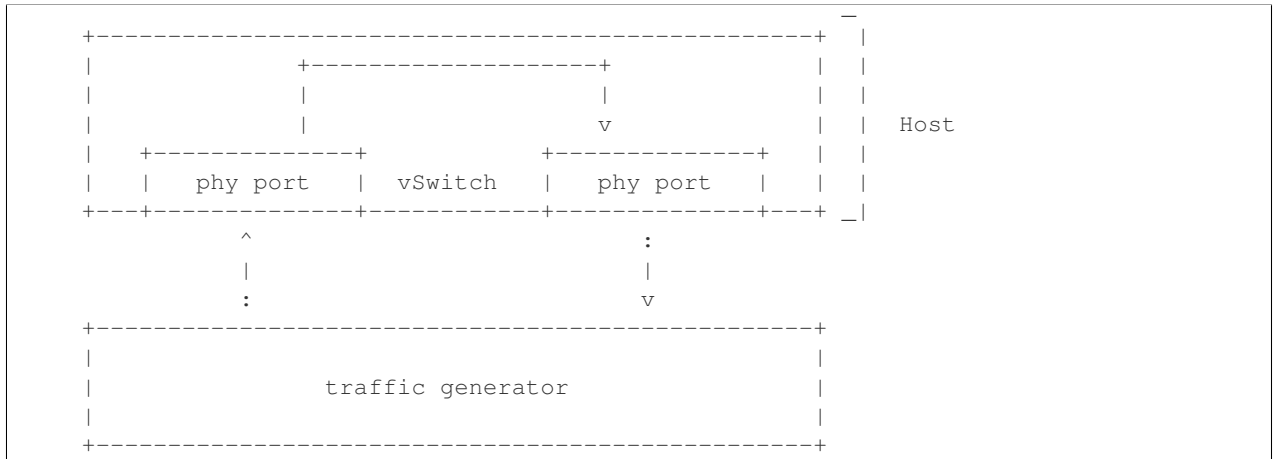 _
+--------------------------------------------------+  |
|              +--------------------+              |  |
|              |                    |              |  |
|              |                    v              |  |  Host
|   +--------------+            +--------------+   |  |
|   |   phy port   |  vSwitch   |   phy port   |   |  |
+---+--------------+------------+--------------+---+ _|
           ^                           :
           |                           |
           :                           v
+--------------------------------------------------+
|                                                  |
|                traffic generator                 |
|                                                  |
+--------------------------------------------------+